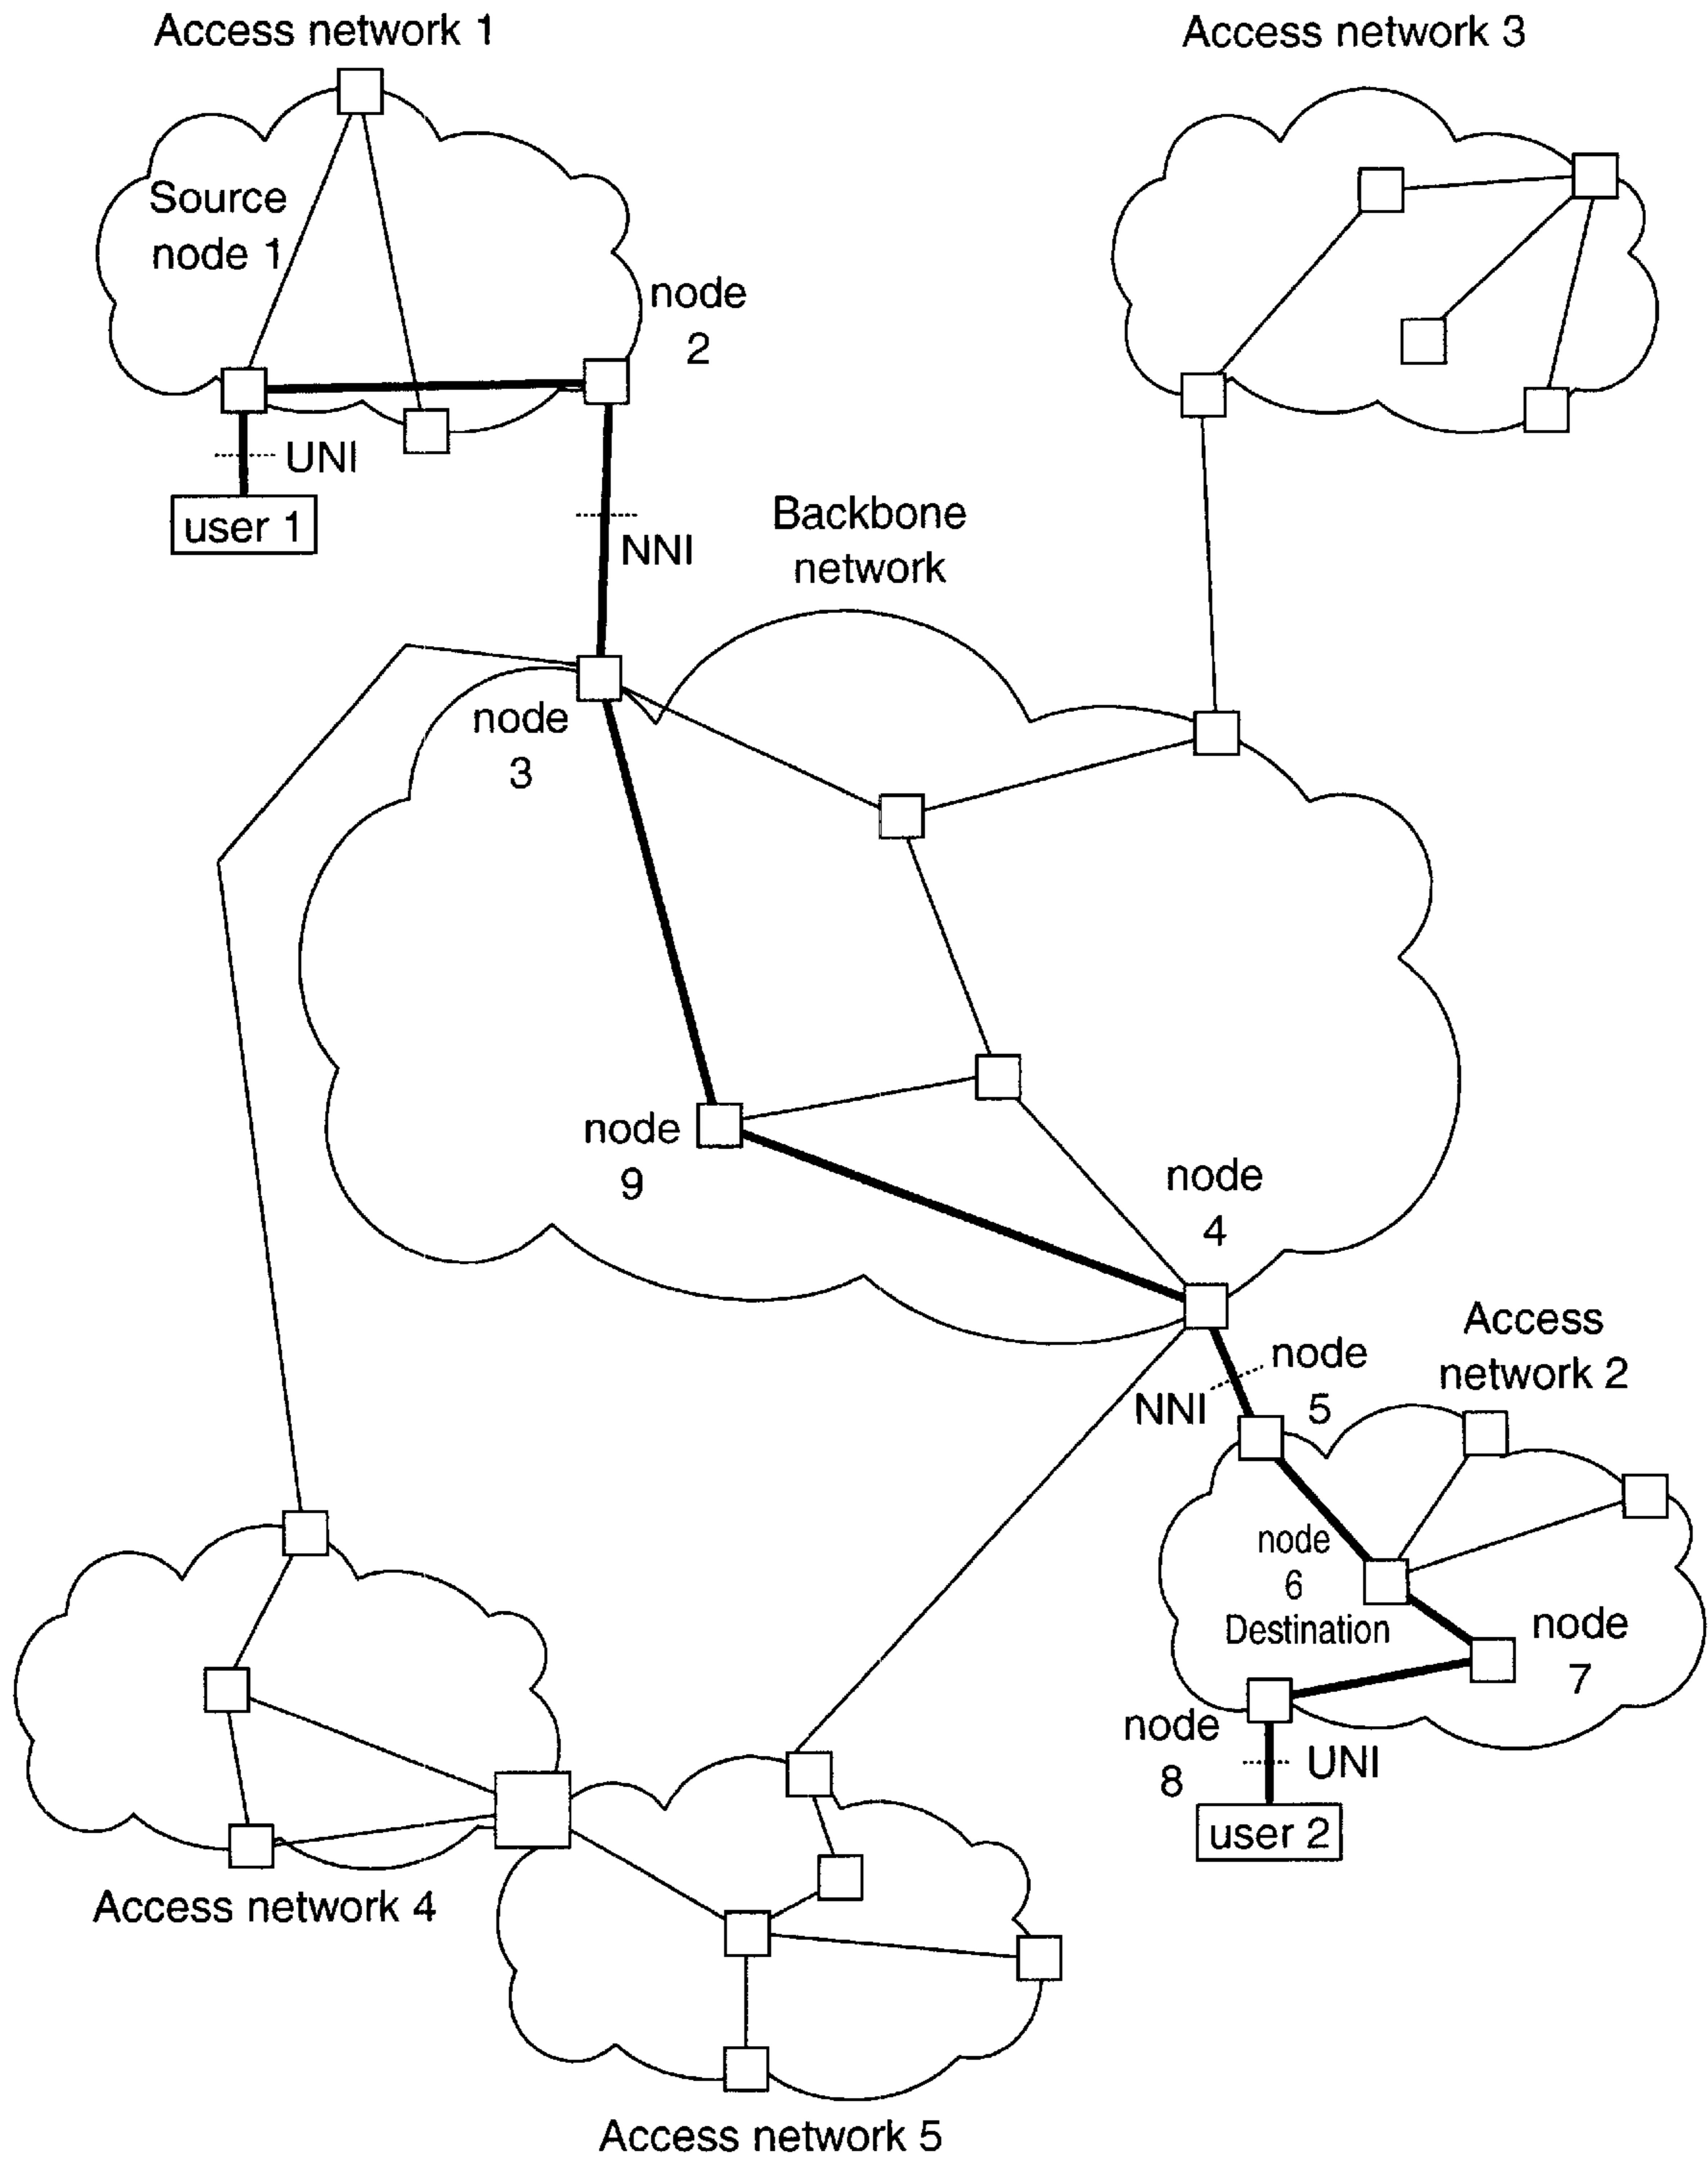 Access network 1
Access network 3
Source
node 1
node
2
UNI
user 1
NNI
Backbone
network
node
3
node
9
node
4
Access
network 2
node
5
NNI
node
6
Destination
node
7
node
8
UNI
user 2
Access network 4
Access network 5